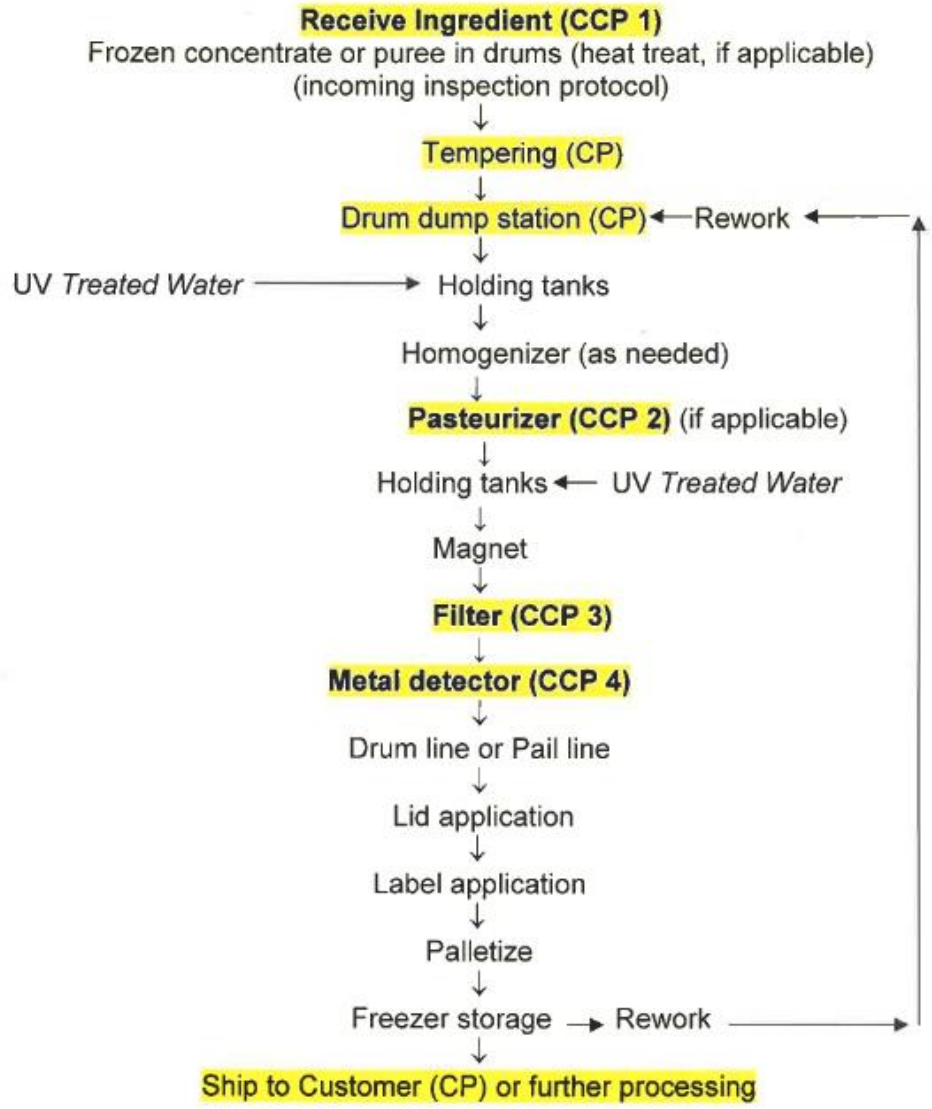 Receive Ingredient (CCP 1)
Frozen concentrate or puree in drums (heat treat, if applicable)
(incoming inspection protocol)
Tempering (CP)
Drum dump station (CP) Rework
UV Treated Water Holding tanks
Homogenizer (as needed)
Pasteurizer (CCP 2) (if applicable)
Holding tanks UV Treated Water
Magnet
Filter (CCP 3)
Metal detector (CCP 4)
Drum line or Pail line
Lid application
Label application
Palletize
Freezer storage Rework
Ship to Customer (CP) or further processing